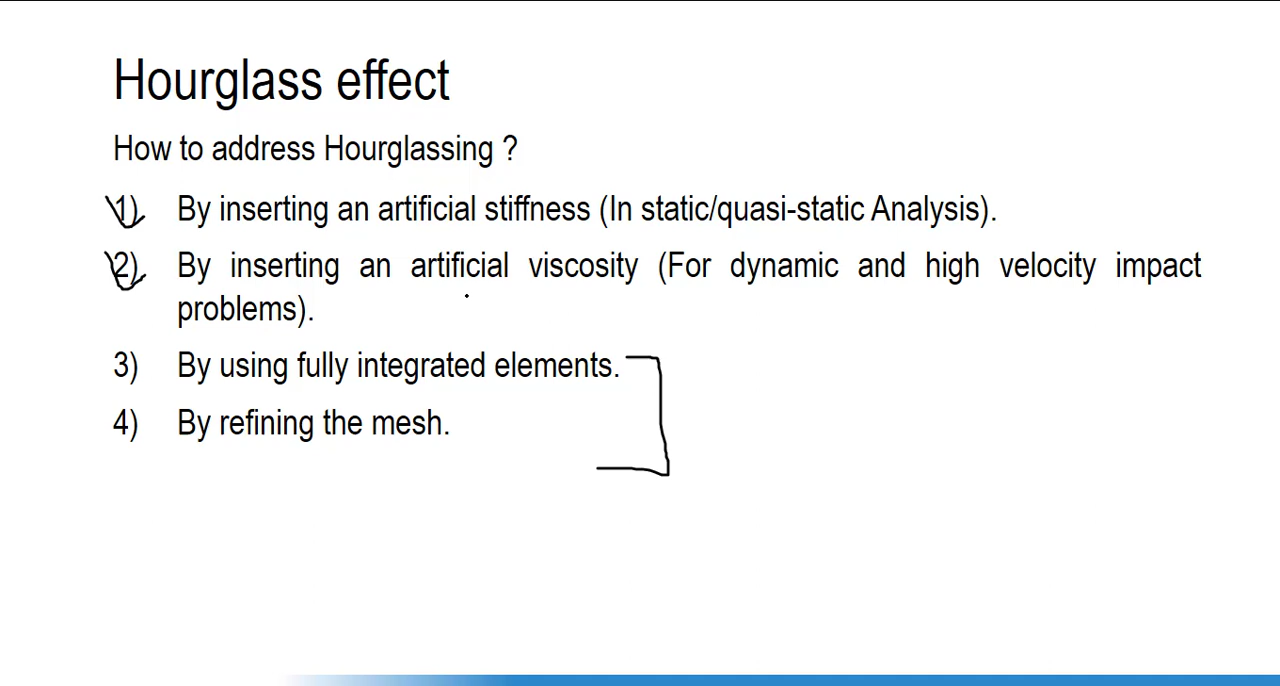 Hourglass effect
How to address Hourglassing ?
1) By inserting an artificial stiffness (In static/quasi-static Analysis).
2) By inserting an artificial viscosity (For dynamic and high velocity impact
problems).
3) By using fully integrated elements.
4) By refining the mesh.